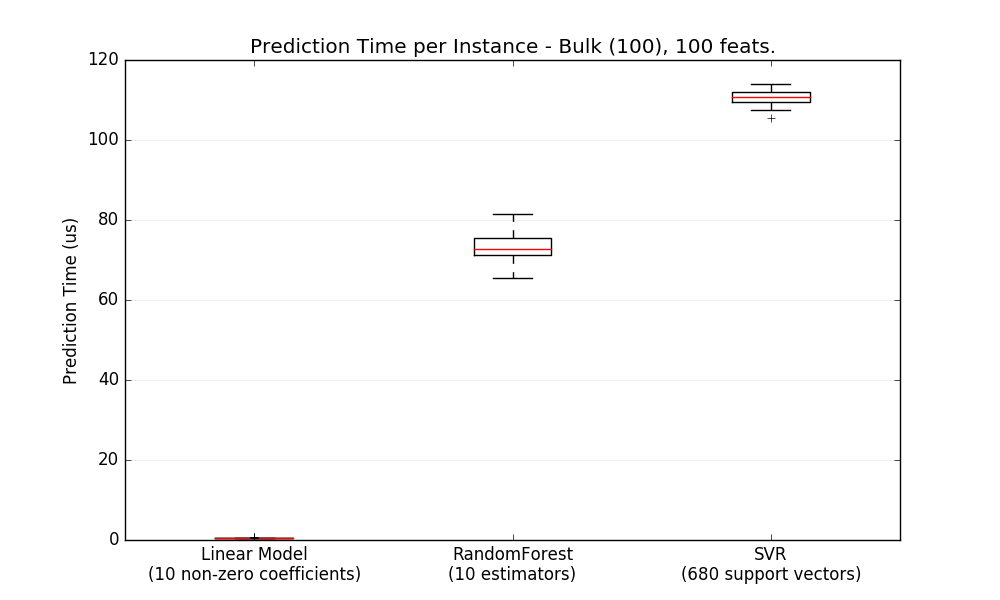 Prediction Time per Instance - Bulk (100), 100 feats.
120
100
80
60
40
20
0
Prediction Time (us)
Linear Model
(10 non-zero coefficients)
RandomForest
(10 estimators)
SVR
(680 support vectors)